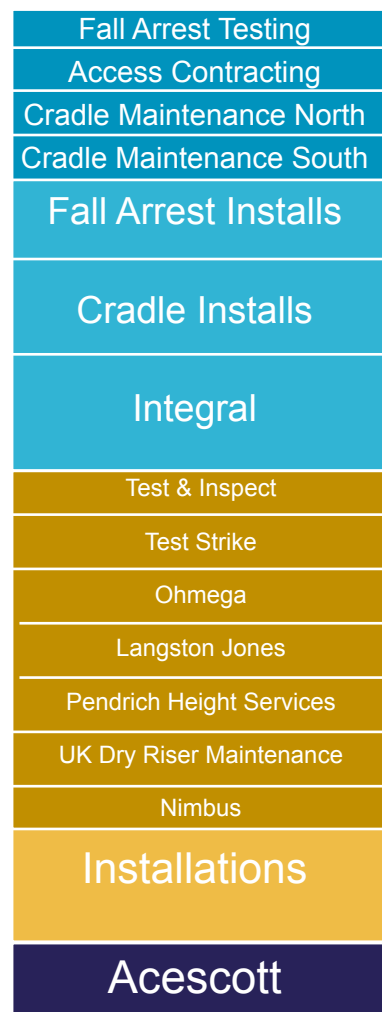 Fall Arrest Testing
Access Contracting
Cradle Maintenance North
Cradle Maintenance South
Fall Arrest Installs
Cradle Installs
Integral
Test & Inspect
Test Strike
Ohmega
Langston Jones
Pendrich Height Services
UK Dry Riser Maintenance
Nimbus
Installations
Acescott